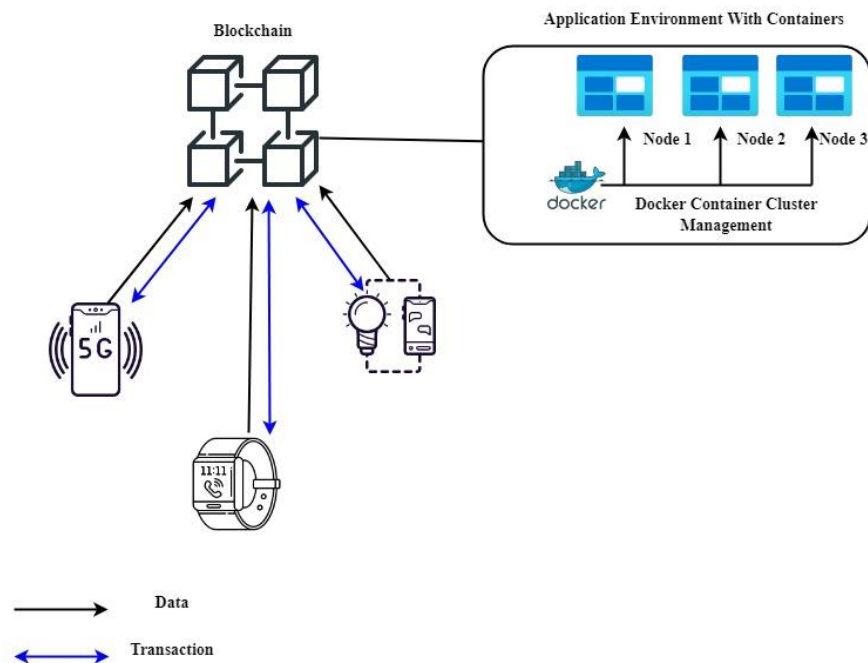 Application Environment With Containers
Blockchain
Node 1
Node 2
Node 3
docker
Docker Container Cluster
Management
5G
11:11
Data
Transaction